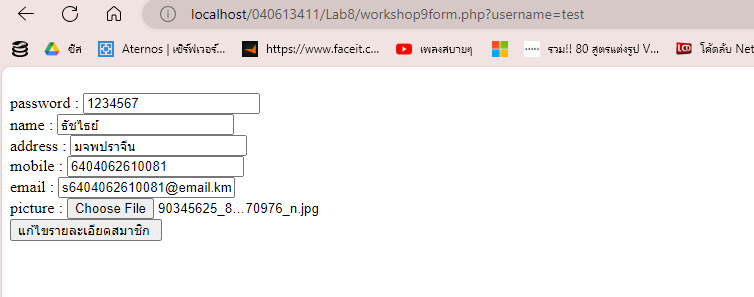 localhost/040613411/Lab8/workshop9form.php?username=test
ชีส Aternos | เซิร์ฟเวอร์... https://www.faceit.c... เพลงสบายๆ รวม!! 80 สูตรแต่งรูป V... โค้ดลับ Net
password : 1234567
name : ธัชไธย์
address : มจพปราจีน
mobile : 6404062610081
email : s6404062610081@email.km
picture : Choose File 90345625_8...70976_n.jpg
แก้ไขรายละเอียดสมาชิก